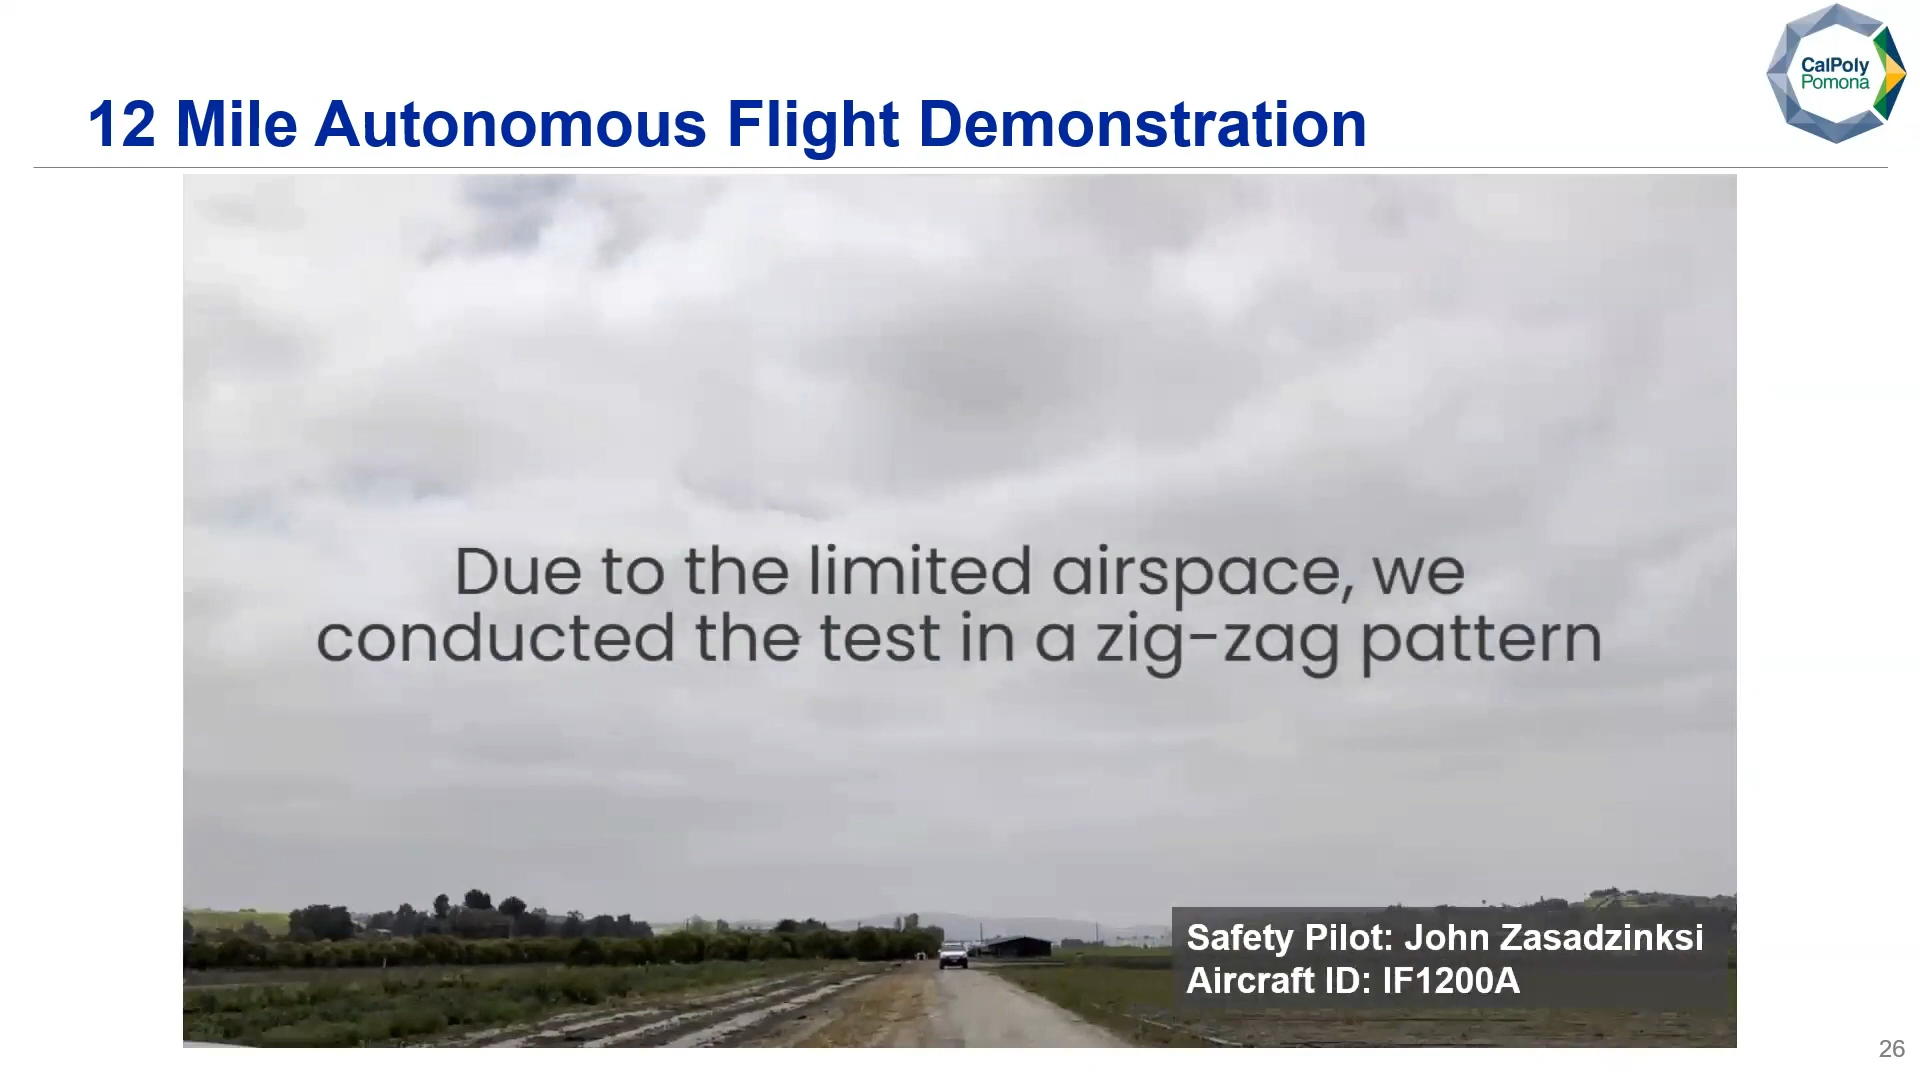 CalPoly
Pomona
12 Mile Autonomous Flight Demonstration
Due to the limited airspace, we
conducted the test in a zig-zag pattern
Safety Pilot: John Zasadzinksi
Aircraft ID: IF1200A
26